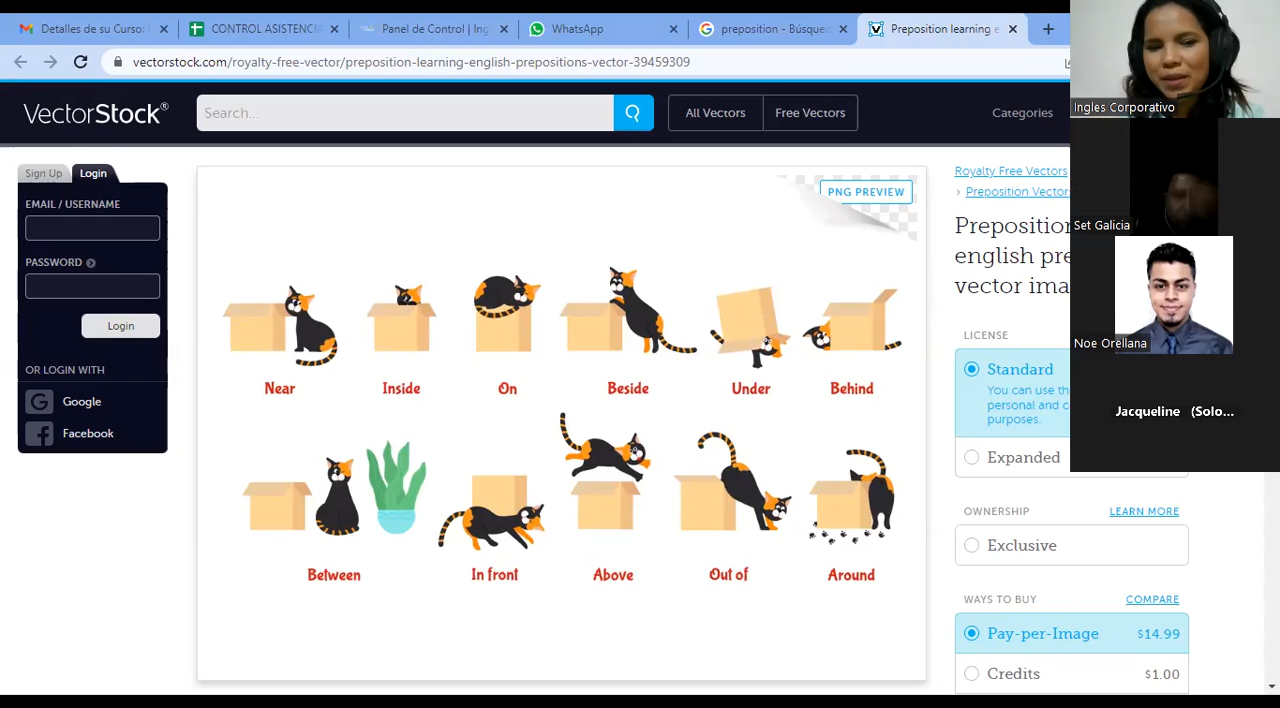 Detalles de su Curso:
CONTROL ASISTENCIA
Panel de Control | Ing
WhatsApp
preposition - Búsqued
Preposition learning e
vectorstock.com/royalty-free-vector/preposition-learning-english-prepositions-vector-39459309
VectorStock®
Search...
All Vectors
Free Vectors
Categories
Ingles Corporativo
Sign Up
Login
EMAIL / USERNAME
PASSWORD
Login
OR LOGIN WITH
Google
Facebook
PNG PREVIEW
Near
Inside
On
Beside
Under
Behind
Between
In front
Above
Out of
Around
Royalty Free Vectors
› Preposition Vector
Preposition
english pre
vector ima
LICENSE
Standard
You can use th
personal and c
purposes.
Expanded
OWNERSHIP
LEARN MORE
Exclusive
WAYS TO BUY
COMPARE
Pay-per-Image
$14.99
Credits
$1.00
Set Galicia
Noe Orellana
Jacqueline (Solo...